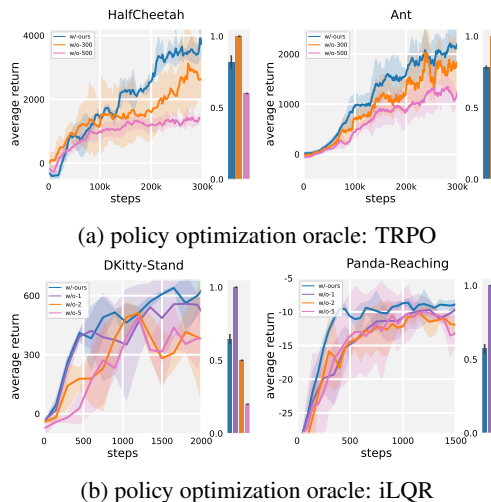 HalfCheetah
Ant
w/-ours
w/o-300
w/o-500
w/-ours
w/o-300
w/o-500
average return
average return
4000
2000
0
1.0
0.5
0.0
2000
1000
0
1.0
0.5
0.0
0
100k
200k
300k
0
100k
200k
300k
steps
steps
(a) policy optimization oracle: TRPO
DKitty-Stand
Panda-Reaching
w/-ours
w/o-1
w/o-2
w/o-5
w/-ours
w/o-1
w/o-2
w/o-5
average return
average return
600
300
0
1.0
0.5
0.0
-5
-10
-15
-20
-25
1.0
0.5
0.0
0
500
1000
1500
2000
500
1000
1500
steps
steps
(b) policy optimization oracle: iLQR